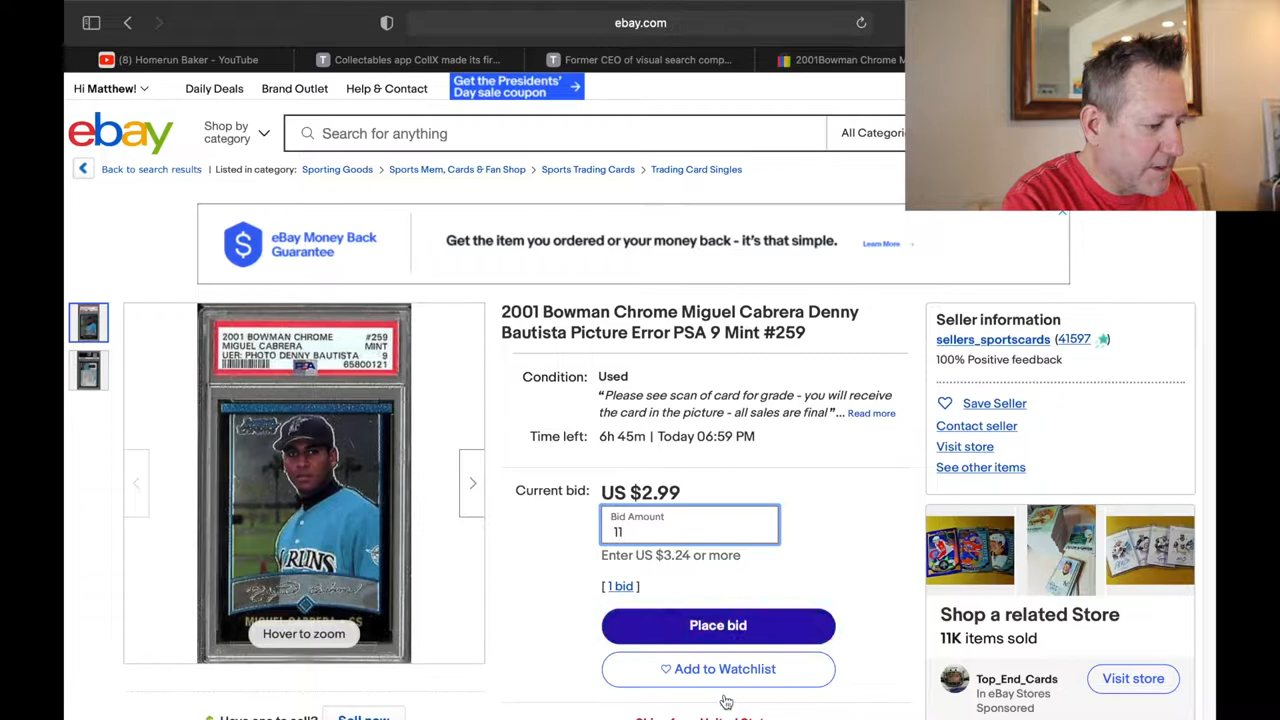 ebay.com
(8) Homerun Baker - YouTube
T Collectables app CollX made its fir...
T Former CEO of visual search comp...
2001Bowman Chrome M
Hi Matthew!
Daily Deals
Brand Outlet
Help & Contact
Get the Presidents'
Day sale coupon
ebay
Shop by
category
Search for anything
All Categori
Back to search results
Listed in category:
Sporting Goods
Sports Mem, Cards & Fan Shop
Sports Trading Cards
Trading Card Singles
eBay Money Back
Guarantee
Get the item you ordered or your money back - it's that simple.
Learn More
2001 BOWMAN CHROME #259
MIGUEL CABRERA MINT
UER: PHOTO DENNY BAUTISTA 9
PSA 65800121
MIGUEL CABRERA - SS
Hover to zoom
2001 Bowman Chrome Miguel Cabrera Denny
Bautista Picture Error PSA 9 Mint #259
Condition: Used
"Please see scan of card for grade - you will receive
the card in the picture - all sales are final"... Read more
Time left: 6h 45m | Today 06:59 PM
Current bid: US $2.99
Bid Amount
11
Enter US $3.24 or more
[ 1 bid ]
Place bid
Add to Watchlist
Have one to sell? Sell now
Seller information
sellers_sportscards (41597)
100% Positive feedback
Save Seller
Contact seller
Visit store
See other items
Shop a related Store
11K items sold
Top_End_Cards
In eBay Stores
Sponsored
Visit store